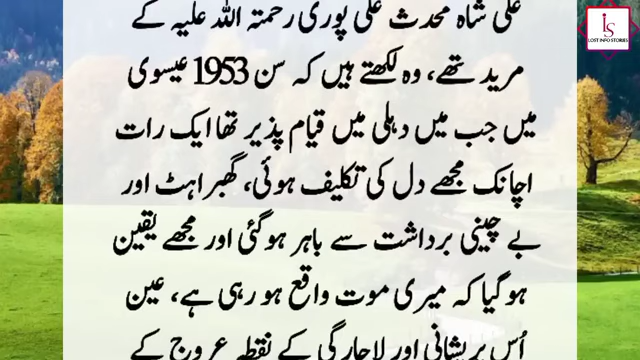 LOST INFO STORIES
علی شاہ محدث علی پوری رحمتہ اللہ علیہ کے
مرید تھے، وہ لکھتے ہیں کہ سن 1953 عیسوی
میں جب میں دہلی میں قیام پذیر تھا ایک رات
اچانک مجھے دل کی تکلیف ہوئی، گھبراہٹ اور
بے چینی برداشت سے باہر ہوگئی اور مجھے یقین
ہوگیا کہ میری موت واقع ہو رہی ہے، عین
اُس پریشانی اور لاچارگی کے نقطہ عروج کے